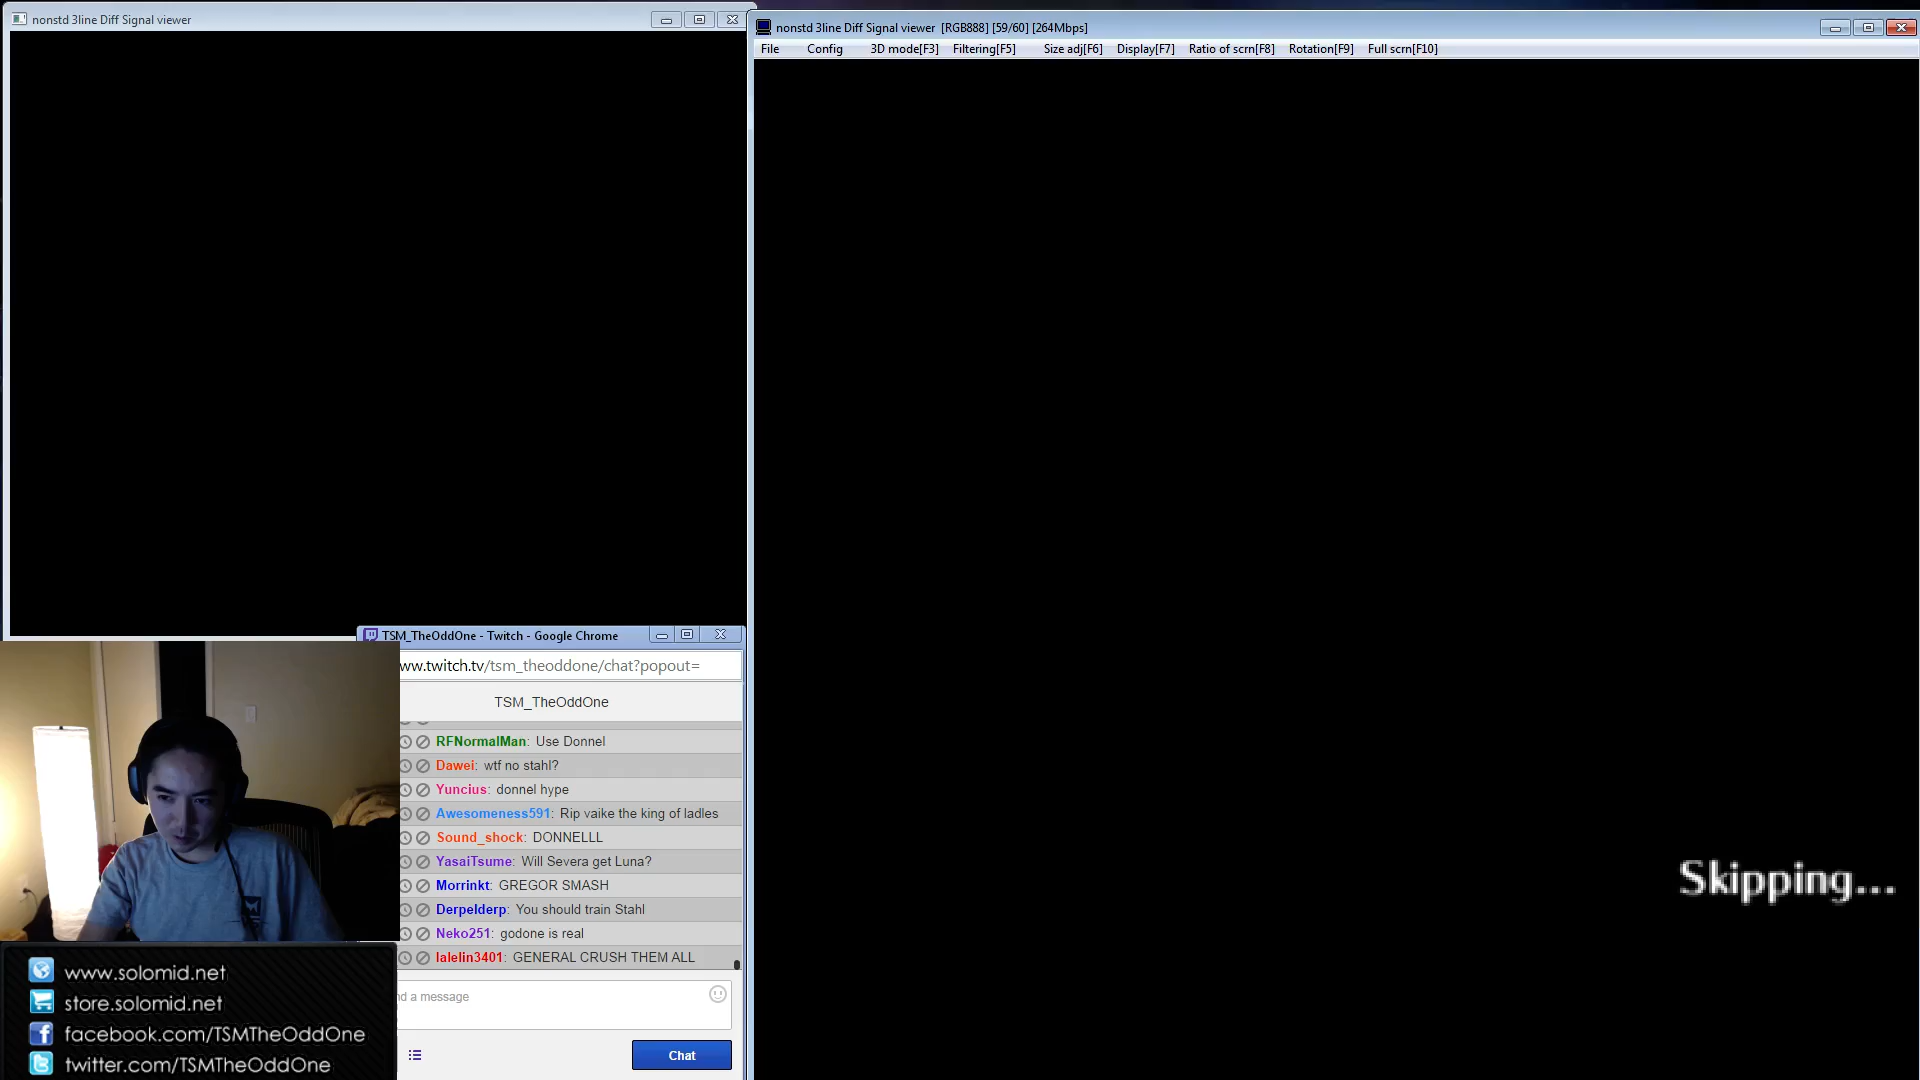 nonstd 3line Diff Signal viewer
nonstd 3line Diff Signal viewer [RGB888] [59/60] [264Mbps]
File Config 3D mode[F3] Filtering[F5] Size adj[F6] Display[F7] Ratio of scrn[F8] Rotation[F9] Full scrn[F10]
TSM_TheOddOne - Twitch - Google Chrome
ww.twitch.tv/tsm_theoddone/chat?popout=
TSM_TheOddOne
RFNormalMan: Use Donnel
Dawei: wtf no stahl?
Yuncius: donnel hype
Awesomeness591: Rip vaike the king of ladles
Sound_shock: DONNELLL
YasaiTsume: Will Severa get Luna?
Morrinkt: GREGOR SMASH
Derpelderp: You should train Stahl
Neko251: godone is real
lalelin3401: GENERAL CRUSH THEM ALL
nd a message
Chat
Skipping...
www.solomid.net
store.solomid.net
facebook.com/TSMTheOddOne
twitter.com/TSMTheOddOne